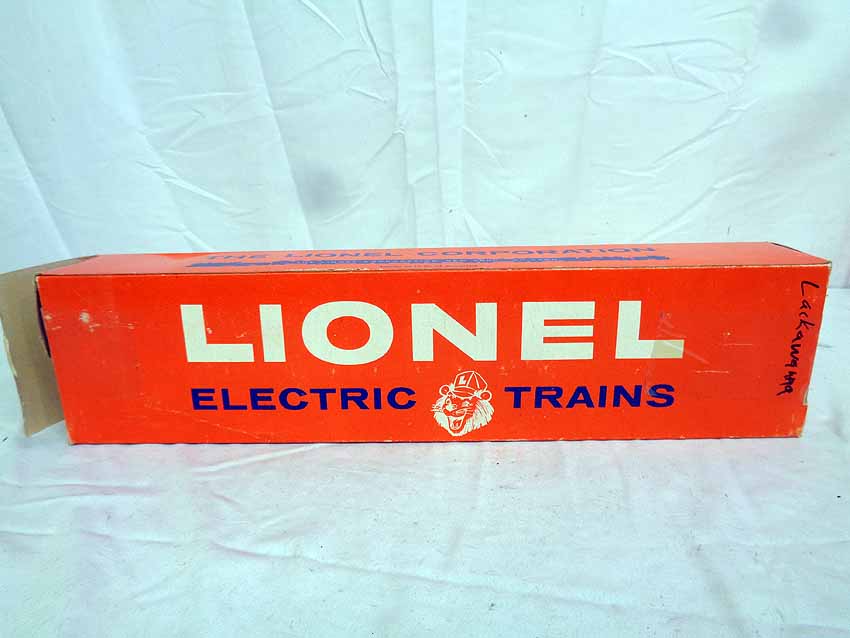 THE LIONEL CORPORATION
LIONEL
ELECTRIC TRAINS
L
Lackawanna